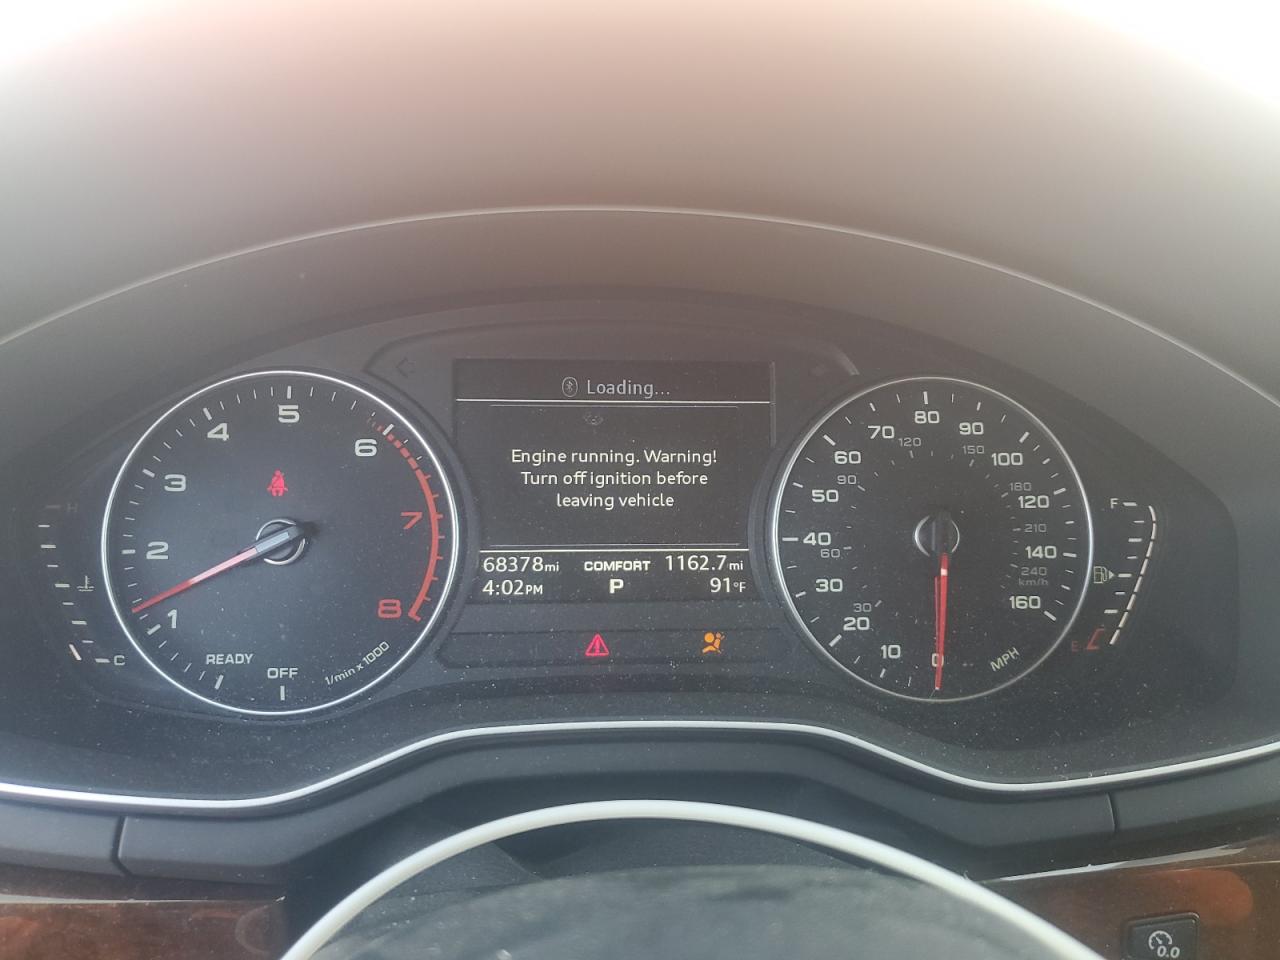 Loading...
Engine running. Warning!
Turn off ignition before
leaving vehicle
68378mi COMFORT 1162.7mi
4:02PM P 91°F
H
C
1 2 3 4 5 6 7 8
READY
OFF
1/min x 1000
0 10 20 30 40 50 60 70 80 90 100 120 140 160
30 60 90 120 150 180 210 240
km/h
MPH
F
E
0.0